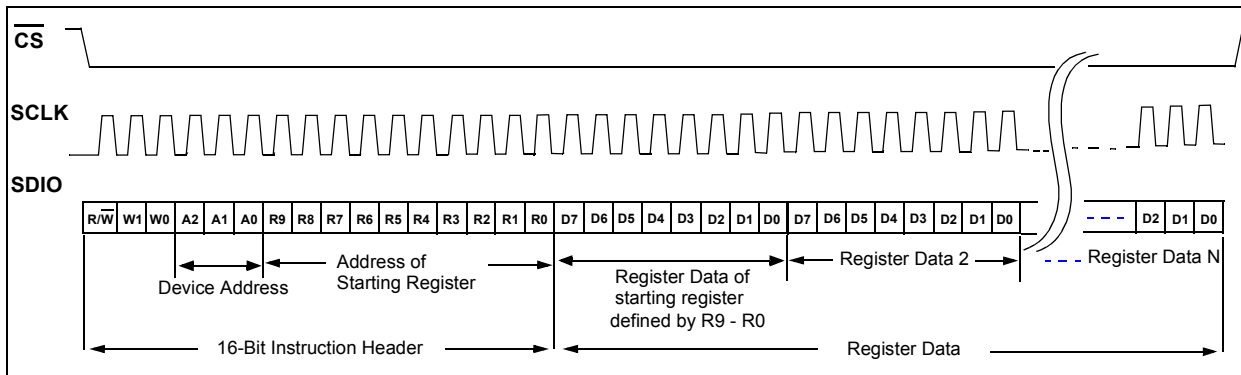 CS
SCLK
SDIO
R/W W1 W0 A2 A1 A0 R9 R8 R7 R6 R5 R4 R3 R2 R1 R0 D7 D6 D5 D4 D3 D2 D1 D0 D7 D6 D5 D4 D3 D2 D1 D0 D2 D1 D0
Device Address
Address of
Starting Register
Register Data of
starting register
defined by R9 - R0
Register Data 2
Register Data N
16-Bit Instruction Header
Register Data